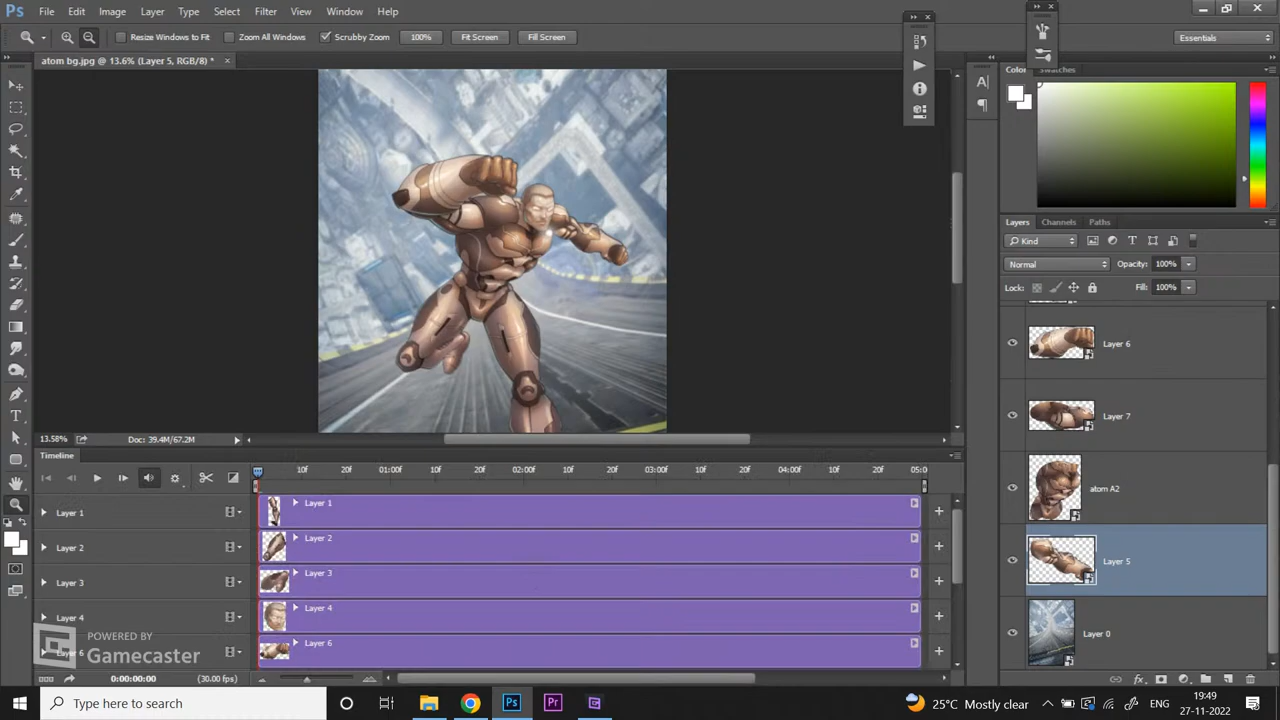 Ps File Edit Image Layer Type Select Filter View Window Help
Resize Windows to Fit Zoom All Windows Scrubby Zoom 100% Fit Screen Fill Screen Essentials
atom bg.jpg @ 13.6% (Layer 5, RGB/8) * ×
Color Swatches
Layers Channels Paths
Kind
Normal Opacity: 100%
Lock: Fill: 100%
Layer 6
Layer 7
atom A2
Layer 5
Layer 0
13.58% Doc: 39.4M/67.2M
Timeline
10f 20f 01:00f 10f 20f 02:00f 10f 20f 03:00f 10f 20f 04:00f 10f 20f 05:0
Layer 1 Layer 1
Layer 2 Layer 2
Layer 3 Layer 3
Layer 4 Layer 4
Layer 6 Layer 6
POWERED BY
Gamecaster
0:00:00:00 (30.00 fps)
Type here to search
Ps Pr
25°C Mostly clear ENG 19:49
27-11-2022